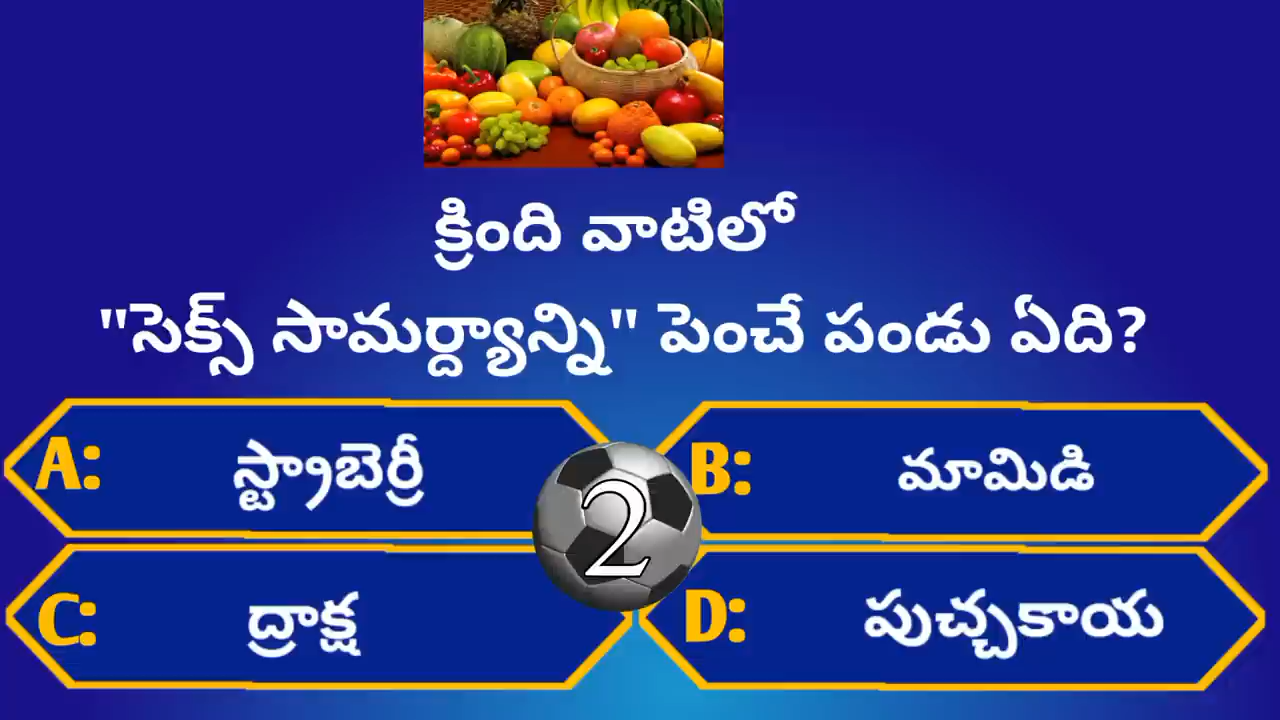 క్రింది వాటిలో
"సెక్స్ సామర్ద్యాన్ని" పెంచే పండు ఏది?
A: స్ట్రాబెర్రీ
B: మామిడి
2
C: ద్రాక్ష
D: పుచ్చకాయ